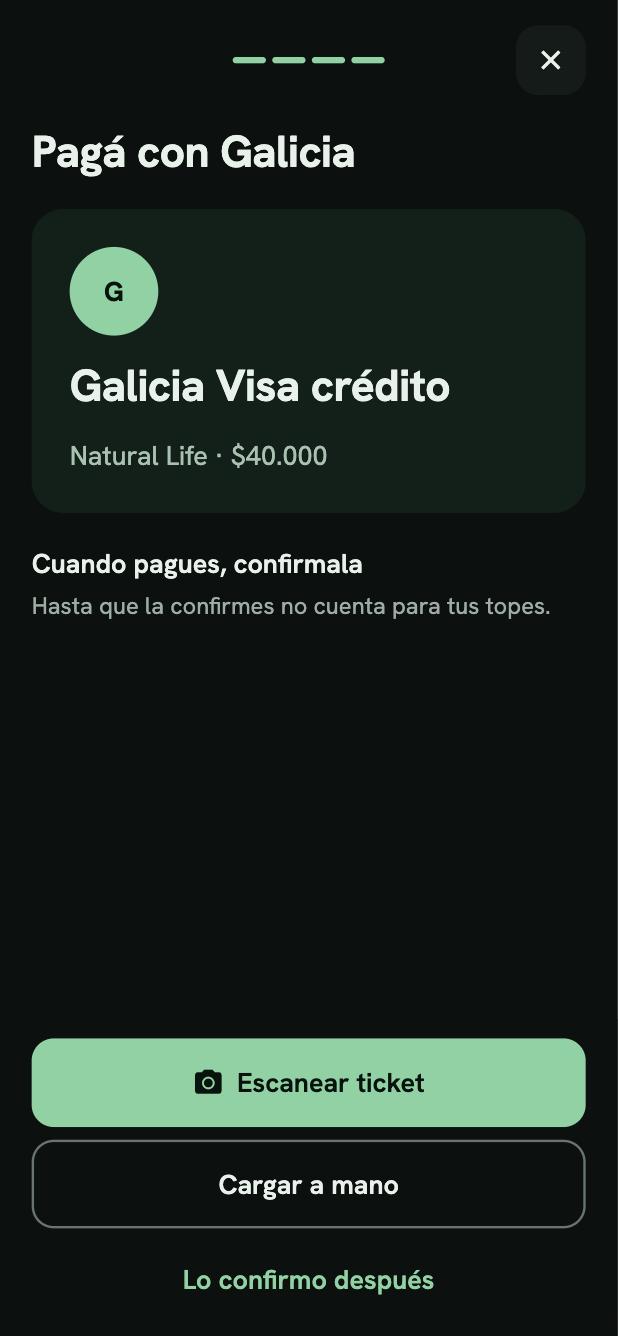 Pagá con Galicia
G
Galicia Visa crédito
Natural Life · $40.000
Cuando pagues, confirmala
Hasta que la confirmes no cuenta para tus topes.
Escanear ticket
Cargar a mano
Lo confirmo después